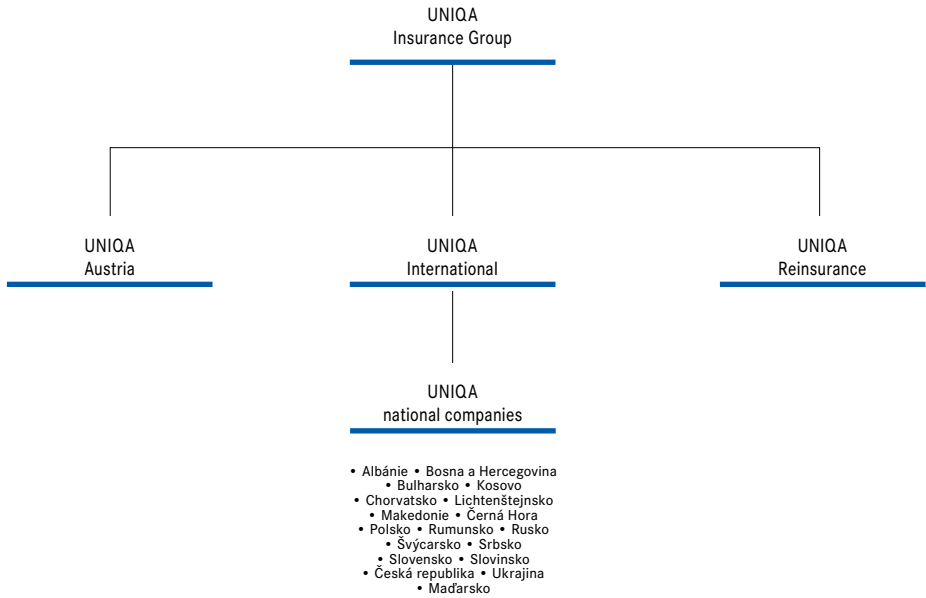 UNIQA
Insurance Group
UNIQA
Austria
UNIQA
International
UNIQA
Reinsurance
UNIQA
national companies
• Albánie • Bosna a Hercegovina
• Bulharsko • Kosovo
• Chorvatsko • Lichtenštejnsko
• Makedonie • Černá Hora
• Polsko • Rumunsko • Rusko
• Švýcarsko • Srbsko
• Slovensko • Slovinsko
• Česká republika • Ukrajina
• Maďarsko